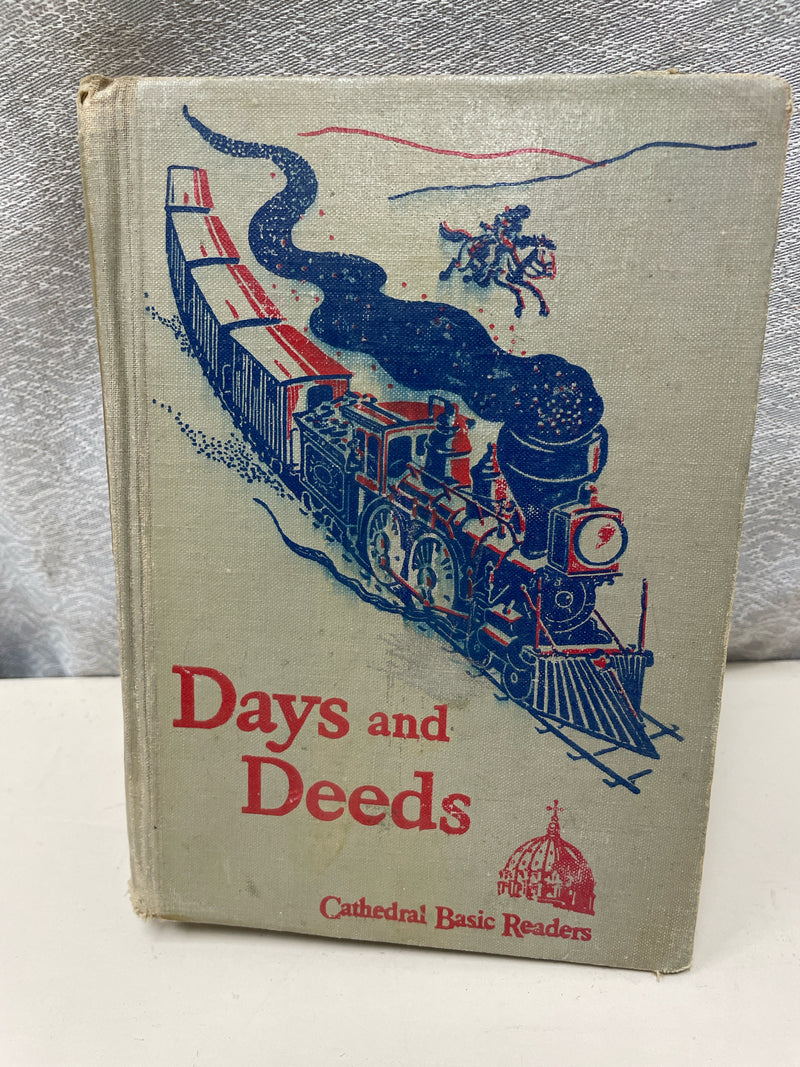 Days and
Deeds
Cathedral Basic Readers